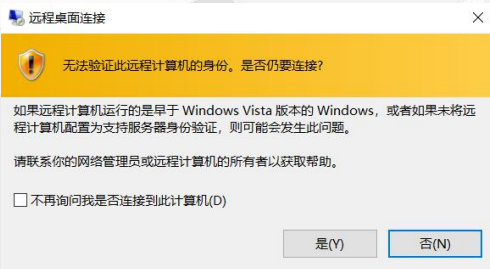 远程桌面连接
无法验证此远程计算机的身份。是否仍要连接?
如果远程计算机运行的是早于 Windows Vista 版本的 Windows，或者如果未将远
程计算机配置为支持服务器身份验证，则可能会发生此问题。
请联系你的网络管理员或远程计算机的所有者以获取帮助。
不再询问我是否连接到此计算机(D)
是(Y)
否(N)